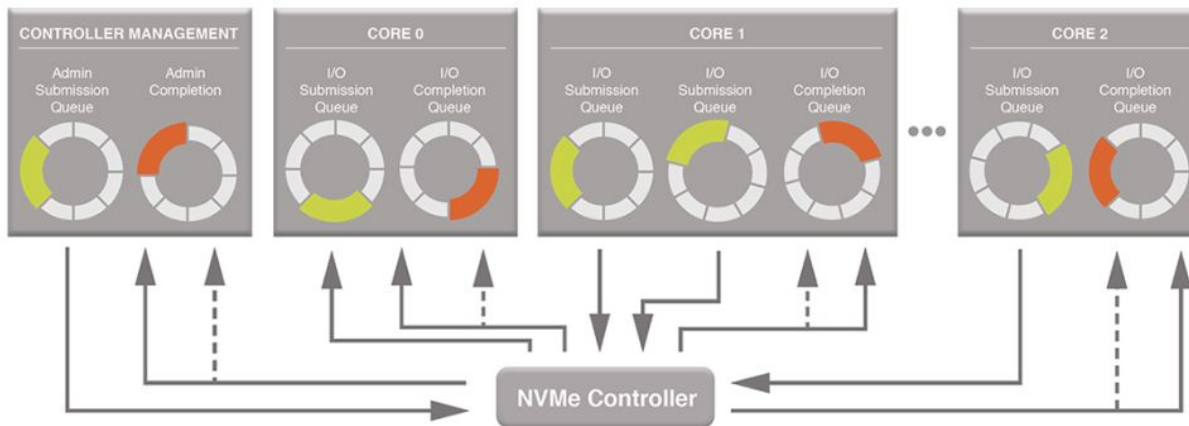 CONTROLLER MANAGEMENT
Admin
Submission
Queue
Admin
Completion
CORE 0
I/O
Submission
Queue
I/O
Completion
Queue
CORE 1
I/O
Submission
Queue
I/O
Submission
Queue
I/O
Completion
Queue
CORE 2
I/O
Submission
Queue
I/O
Completion
Queue
NVMe Controller